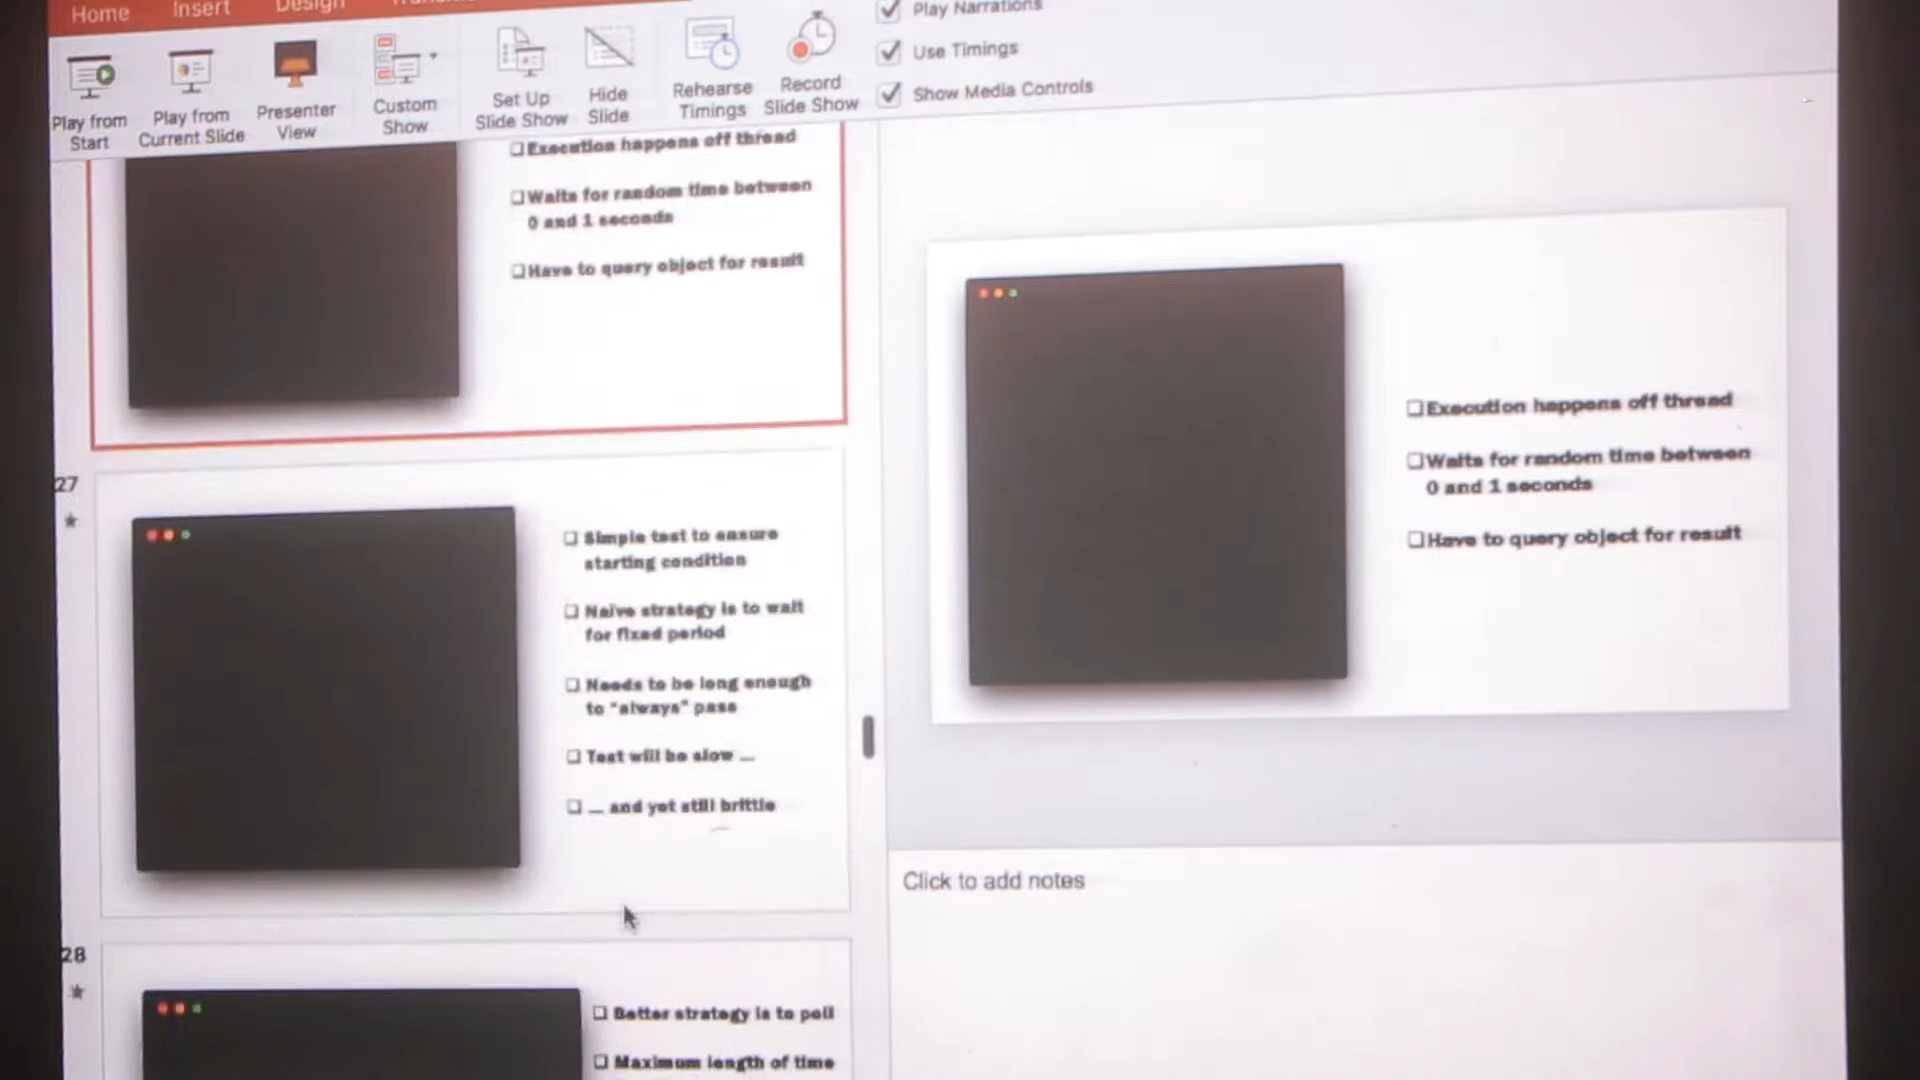 Home
Insert
Design
Play from
Start
Play from
Current Slide
Presenter
View
Custom
Show
Set Up
Slide Show
Hide
Slide
Rehearse
Timings
Record
Slide Show
Play Narrations
Use Timings
Show Media Controls
Execution happens off thread
Waits for random time between
0 and 1 seconds
Have to query object for result
27
Simple test to ensure
starting condition
Naïve strategy is to wait
for fixed period
Needs to be long enough
to "always" pass
Test will be slow ...
... and yet still brittle
28
Better strategy is to poll
Maximum length of time
Execution happens off thread
Waits for random time between
0 and 1 seconds
Have to query object for result
Click to add notes